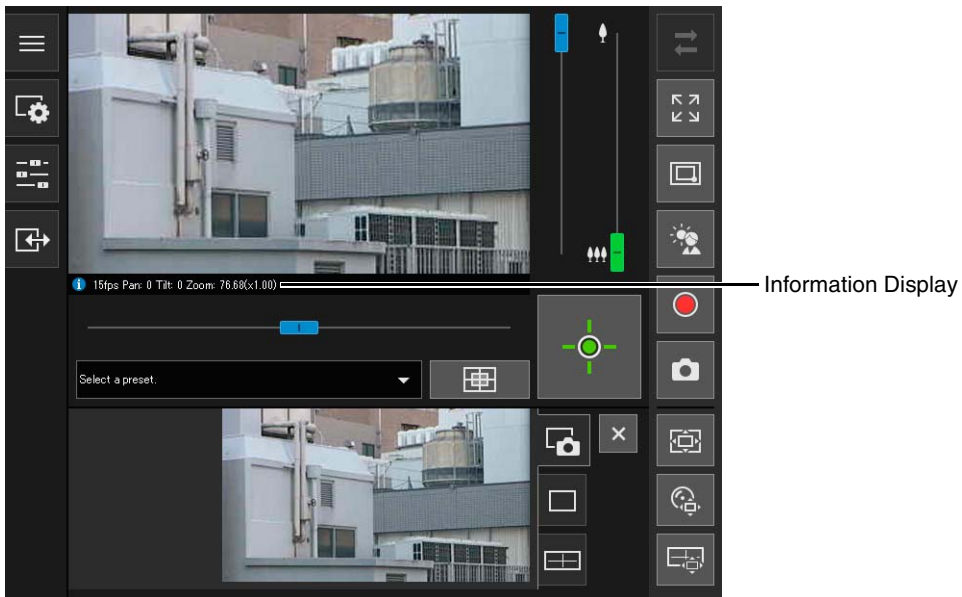 15fps Pan: 0 Tilt: 0 Zoom: 76.68(x1.00)
Information Display
Select a preset.